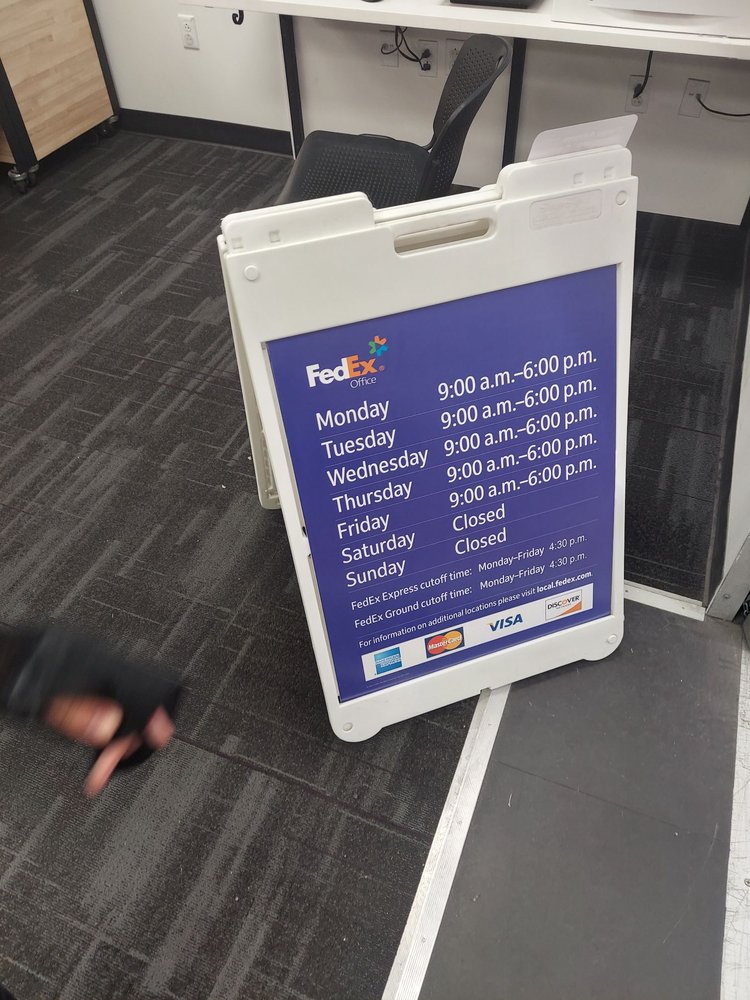 FedEx®
Office
Monday 9:00 a.m.–6:00 p.m.
Tuesday 9:00 a.m.–6:00 p.m.
Wednesday 9:00 a.m.–6:00 p.m.
Thursday 9:00 a.m.–6:00 p.m.
Friday 9:00 a.m.–6:00 p.m.
Saturday Closed
Sunday Closed
FedEx Express cutoff time: Monday–Friday 4:30 p.m.
FedEx Ground cutoff time: Monday–Friday 4:30 p.m.
For information on additional locations please visit local.fedex.com.
AMERICAN EXPRESS MasterCard VISA DISCOVER